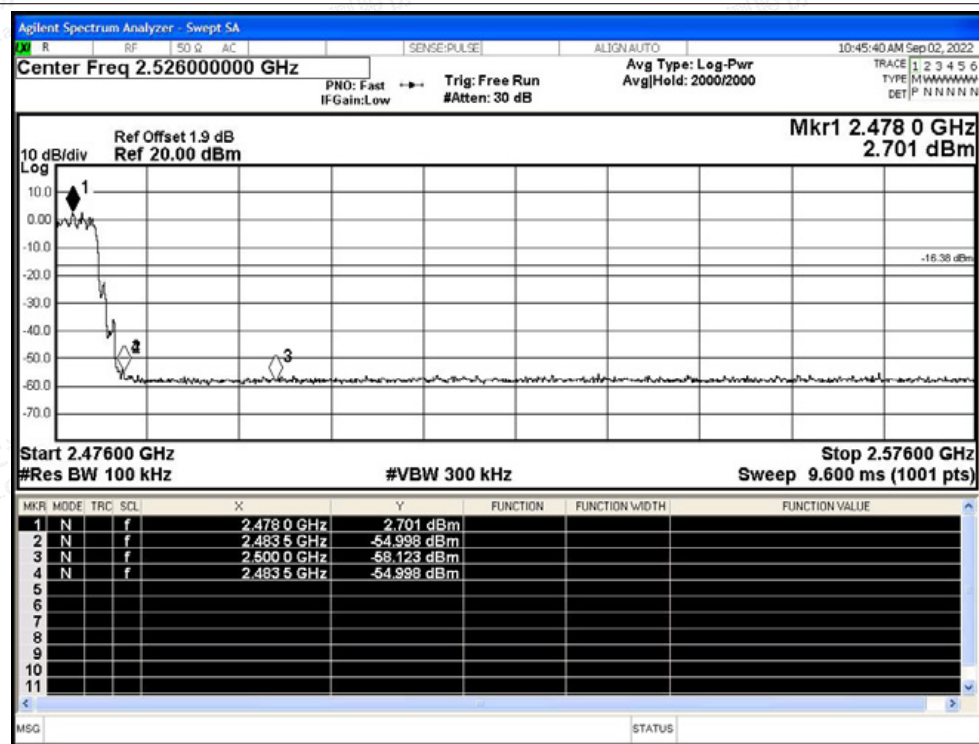 Agilent Spectrum Analyzer - Swept SA
R RF 50 Ω AC SENSE:PULSE ALIGN AUTO 10:45:40 AM Sep 02, 2022
Center Freq 2.526000000 GHz
PNO: Fast
IFGain:Low
Trig: Free Run
#Atten: 30 dB
Avg Type: Log-Pwr
Avg|Hold: 2000/2000
TRACE 1 2 3 4 5 6
TYPE M WWWWW
DET P N N N N N
Ref Offset 1.9 dB
10 dB/div Ref 20.00 dBm
Log
Mkr1 2.478 0 GHz
2.701 dBm
10.0
0.00
-10.0
-20.0
-30.0
-40.0
-50.0
-60.0
-70.0
1
3
-16.38 dBm
Start 2.47600 GHz Stop 2.57600 GHz
#Res BW 100 kHz #VBW 300 kHz Sweep 9.600 ms (1001 pts)
MKR MODE TRC SCL X Y FUNCTION FUNCTION WIDTH FUNCTION VALUE
1 N f 2.478 0 GHz 2.701 dBm
2 N f 2.483 5 GHz -54.998 dBm
3 N f 2.500 0 GHz -58.123 dBm
4 N f 2.483 5 GHz -54.998 dBm
5
6
7
8
9
10
11
MSG STATUS